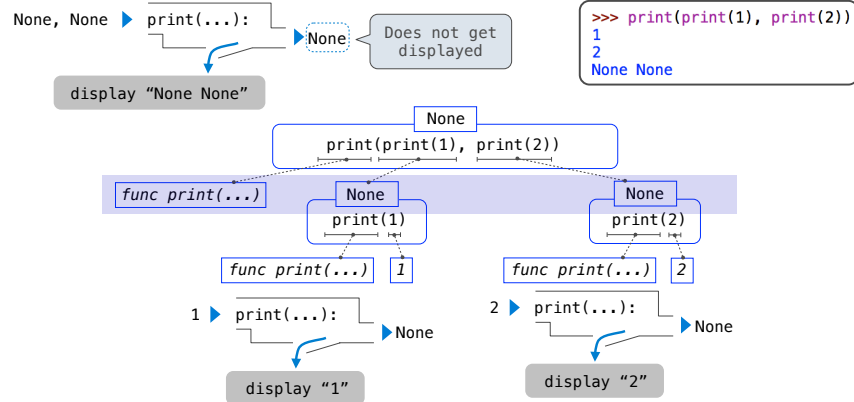 None, None
print(...):
None
Does not get
displayed
display “None None”
>>> print(print(1), print(2))
1
2
None None
None
print(print(1), print(2))
func print(...)
None
None
print(1)
print(2)
func print(...)
1
func print(...)
2
1
print(...):
None
display “1”
2
print(...):
None
display “2”